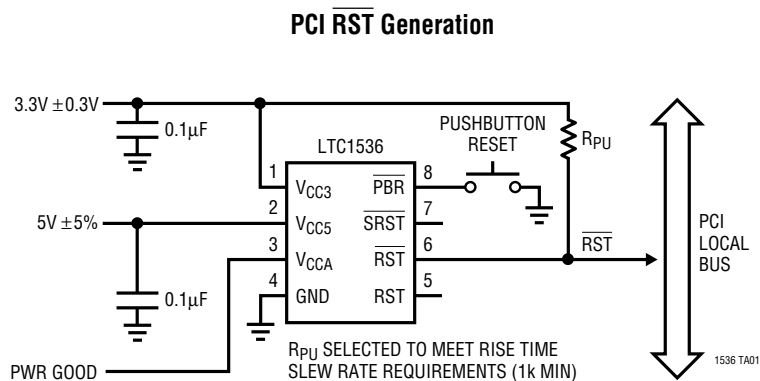 PCI RST Generation
3.3V ±0.3V
0.1µF
PUSHBUTTON
RESET
RPU
LTC1536
1
VCC3
PBR
8
5V ±5%
2
VCC5
SRST
7
3
VCCA
RST
6
RST
4
GND
RST
5
0.1µF
PCI
LOCAL
BUS
PWR GOOD
RPU SELECTED TO MEET RISE TIME
SLEW RATE REQUIREMENTS (1k MIN)
1536 TA01